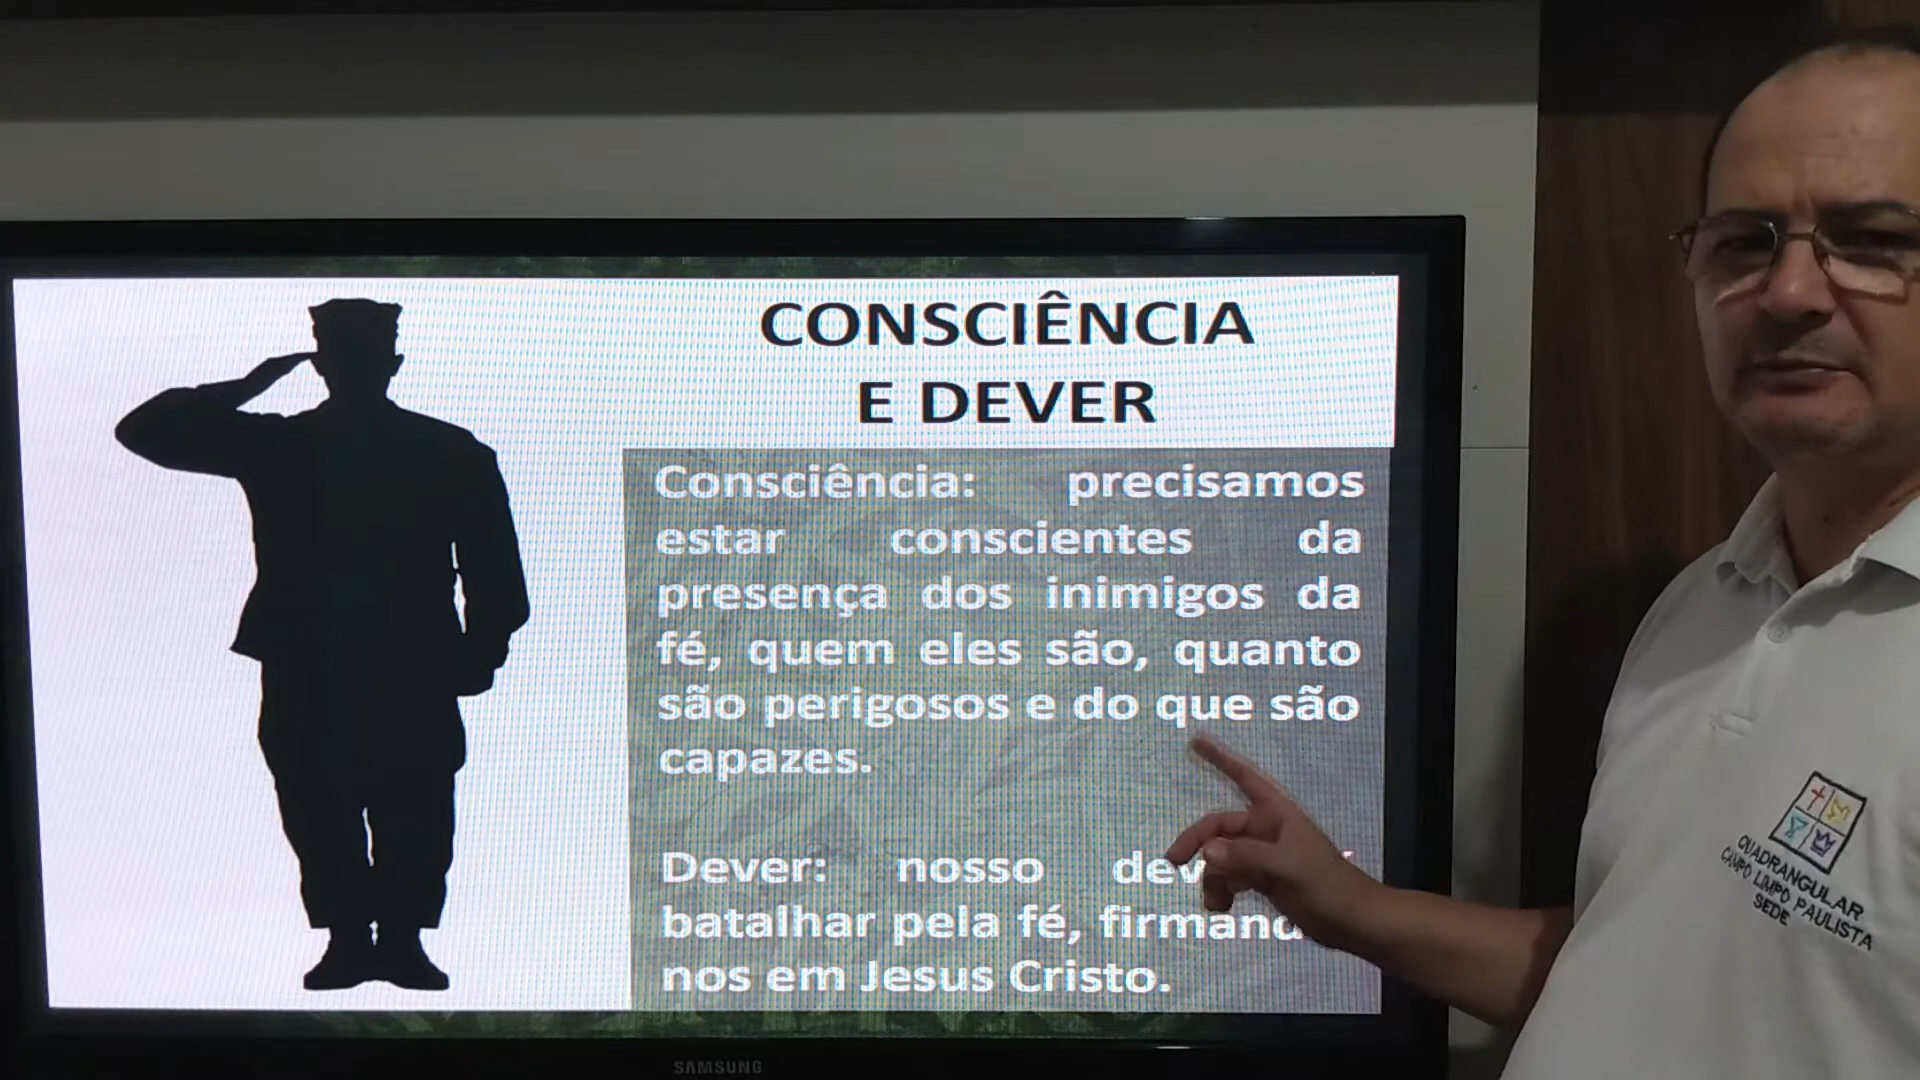 CONSCIÊNCIA
E DEVER
Consciência: precisamos
estar conscientes da
presença dos inimigos da
fé, quem eles são, quanto
são perigosos e do que são
capazes.
Dever: nosso
batalhar pela fé,
nos em Jesus Cristo.
SAMSUNG
QUADRANGULAR
CAMPO LIMPO PAULISTA
SEDE